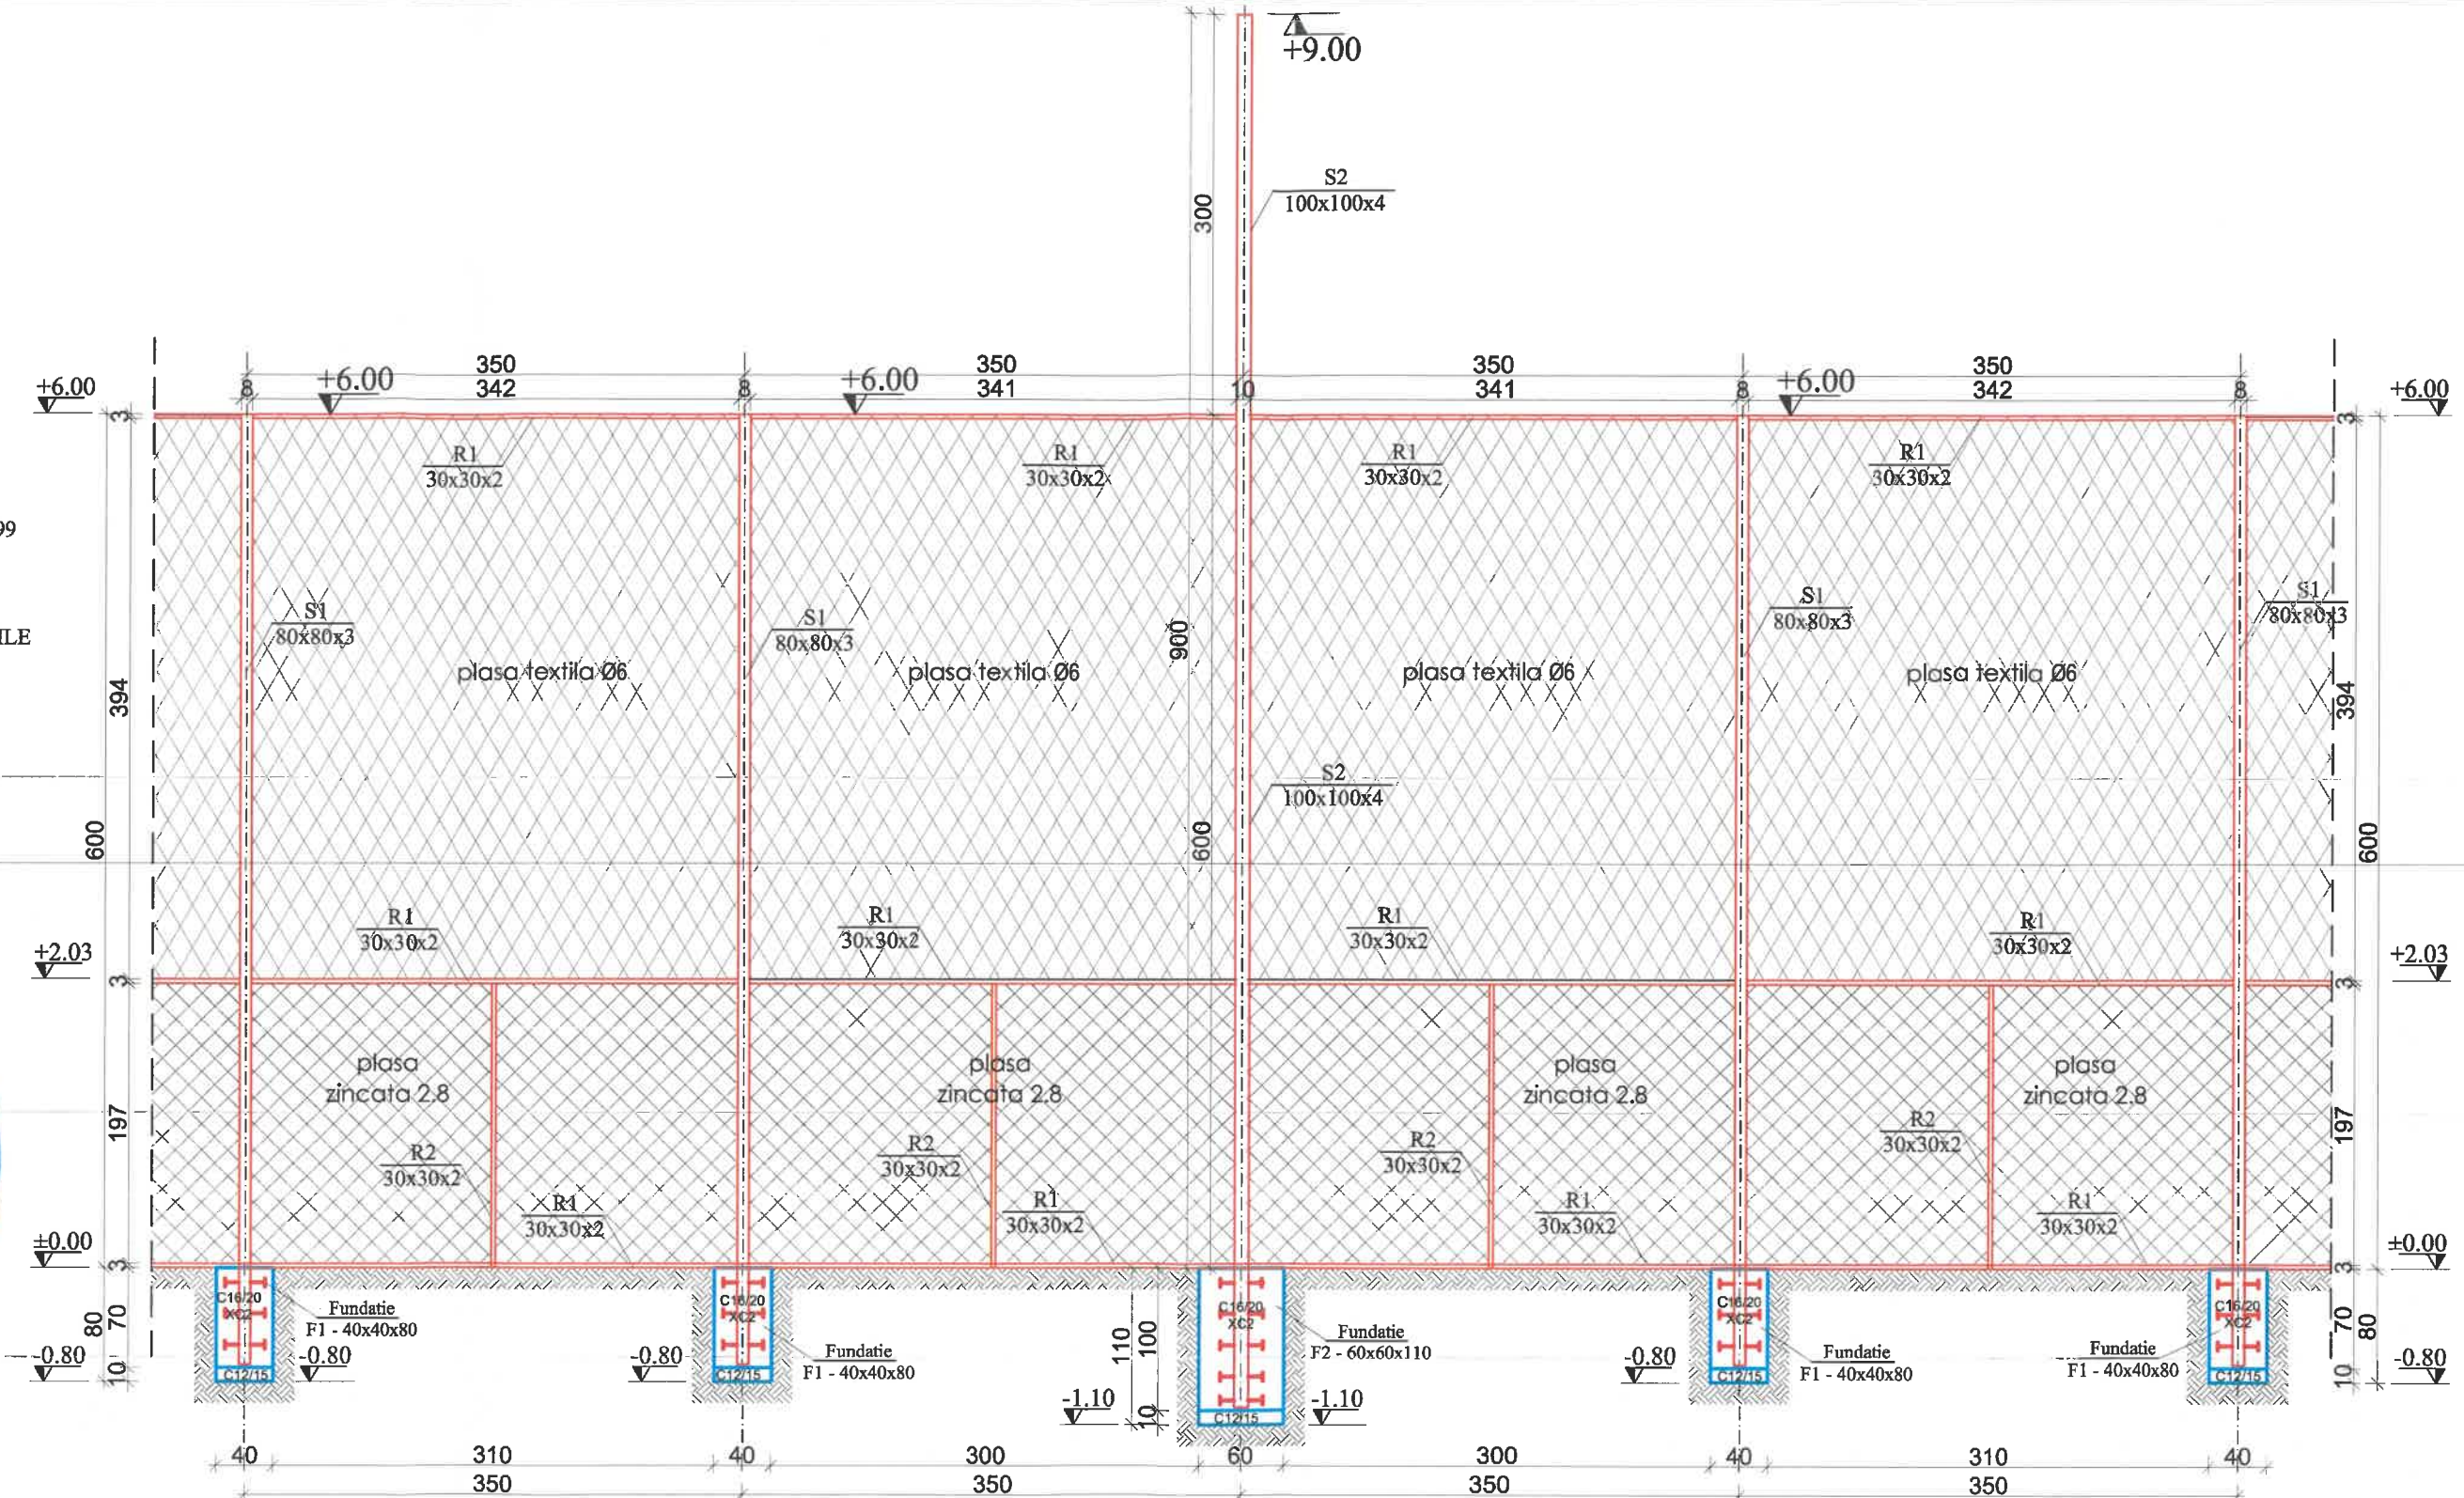 +9.00
S2
100x100x4
300
350
350
350
350
+6.00
8
+6.00
342
8
+6.00
341
10
341
8
+6.00
342
8
+6.00
3
3
R1
30x30x2
R1
30x30x2
R1
30x30x2
R1
30x30x2
99
ILE
S1
80x80x3
S1
80x80x3
S1
80x80x3
S1
80x80x3
900
plasa textila Ø6
plasa textila Ø6
plasa textila Ø6
plasa textila Ø6
394
394
S2
100x100x4
600
600
600
R1
30x30x2
R1
30x30x2
R1
30x30x2
R1
30x30x2
+2.03
+2.03
3
3
plasa
zincata 2.8
plasa
zincata 2.8
plasa
zincata 2.8
plasa
zincata 2.8
197
197
R2
30x30x2
R2
30x30x2
R2
30x30x2
R2
30x30x2
R1
30x30x2
R1
30x30x2
R1
30x30x2
R1
30x30x2
±0.00
±0.00
3
3
C16/20
XC2
C16/20
XC2
C16/20
XC2
C16/20
XC2
C16/20
XC2
Fundatie
F1 - 40x40x80
Fundatie
F1 - 40x40x80
Fundatie
F2 - 60x60x110
Fundatie
F1 - 40x40x80
Fundatie
F1 - 40x40x80
80
70
110
100
70
80
-0.80
-0.80
-0.80
-0.80
-0.80
10
C12/15
C12/15
C12/15
C12/15
10
-1.10
10
-1.10
C12/15
40
310
40
300
60
300
40
310
40
350
350
350
350